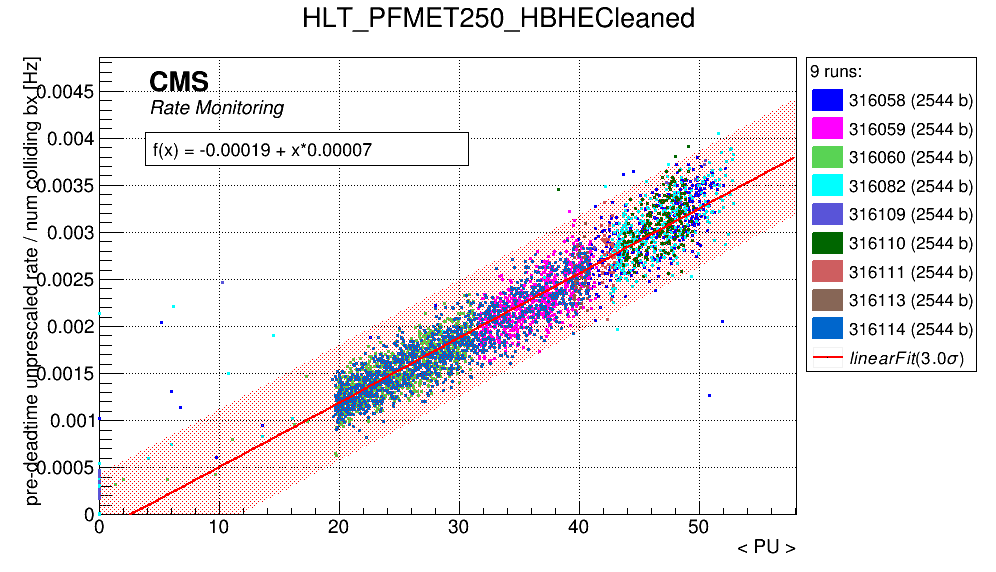 HLT_PFMET250_HBHECleaned
pre-deadtime unprescaled rate / num colliding bx [Hz]
0.0045
0.004
0.0035
0.003
0.0025
0.002
0.0015
0.001
0.0005
0
CMS
Rate Monitoring
f(x) = -0.00019 + x*0.00007
0 10 20 30 40 50
< PU >
9 runs:
316058 (2544 b)
316059 (2544 b)
316060 (2544 b)
316082 (2544 b)
316109 (2544 b)
316110 (2544 b)
316111 (2544 b)
316113 (2544 b)
316114 (2544 b)
linearFit(3.0σ)